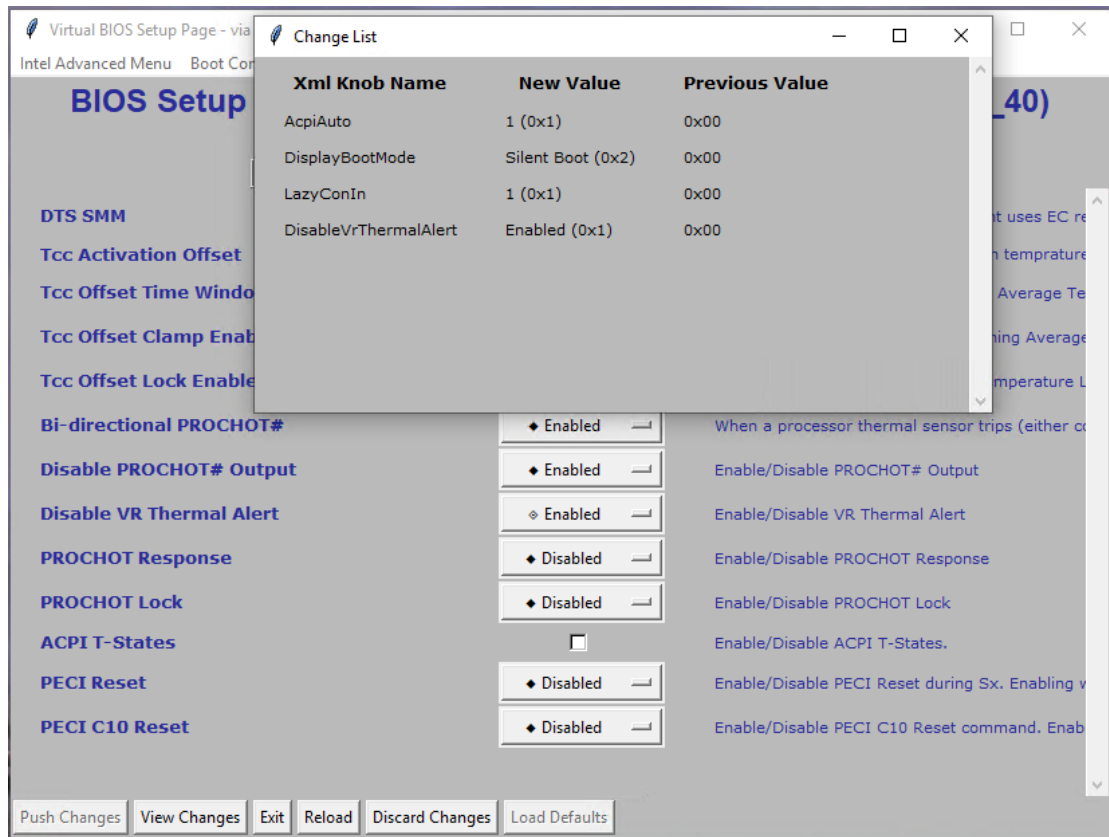 Virtual BIOS Setup Page - via
Change List
Intel Advanced Menu Boot Con
Xml Knob Name New Value Previous Value
BIOS Setup _40)
AcpiAuto 1 (0x1) 0x00
DisplayBootMode Silent Boot (0x2) 0x00
LazyConIn 1 (0x1) 0x00
DisableVrThermalAlert Enabled (0x1) 0x00
DTS SMM nt uses EC re
Tcc Activation Offset n temprature
Tcc Offset Time Windo Average Te
Tcc Offset Clamp Enab ning Average
Tcc Offset Lock Enable mperature L
Bi-directional PROCHOT# Enabled When a processor thermal sensor trips (either co
Disable PROCHOT# Output Enabled Enable/Disable PROCHOT# Output
Disable VR Thermal Alert Enabled Enable/Disable VR Thermal Alert
PROCHOT Response Disabled Enable/Disable PROCHOT Response
PROCHOT Lock Disabled Enable/Disable PROCHOT Lock
ACPI T-States Enable/Disable ACPI T-States.
PECI Reset Disabled Enable/Disable PECI Reset during Sx. Enabling w
PECI C10 Reset Disabled Enable/Disable PECI C10 Reset command. Enab
Push Changes View Changes Exit Reload Discard Changes Load Defaults